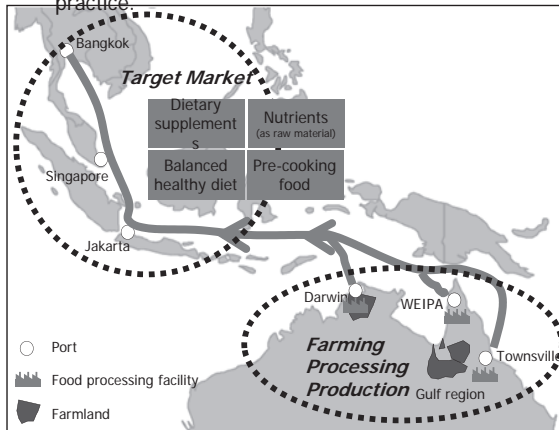 practice.
Bangkok
Target Market
Dietary
supplement
s
Nutrients
(as raw material)
Balanced
healthy diet
Pre-cooking
food
Singapore
Jakarta
Darwin
WEIPA
Townsville
Farming
Processing
Production
Gulf region
Port
Food processing facility
Farmland